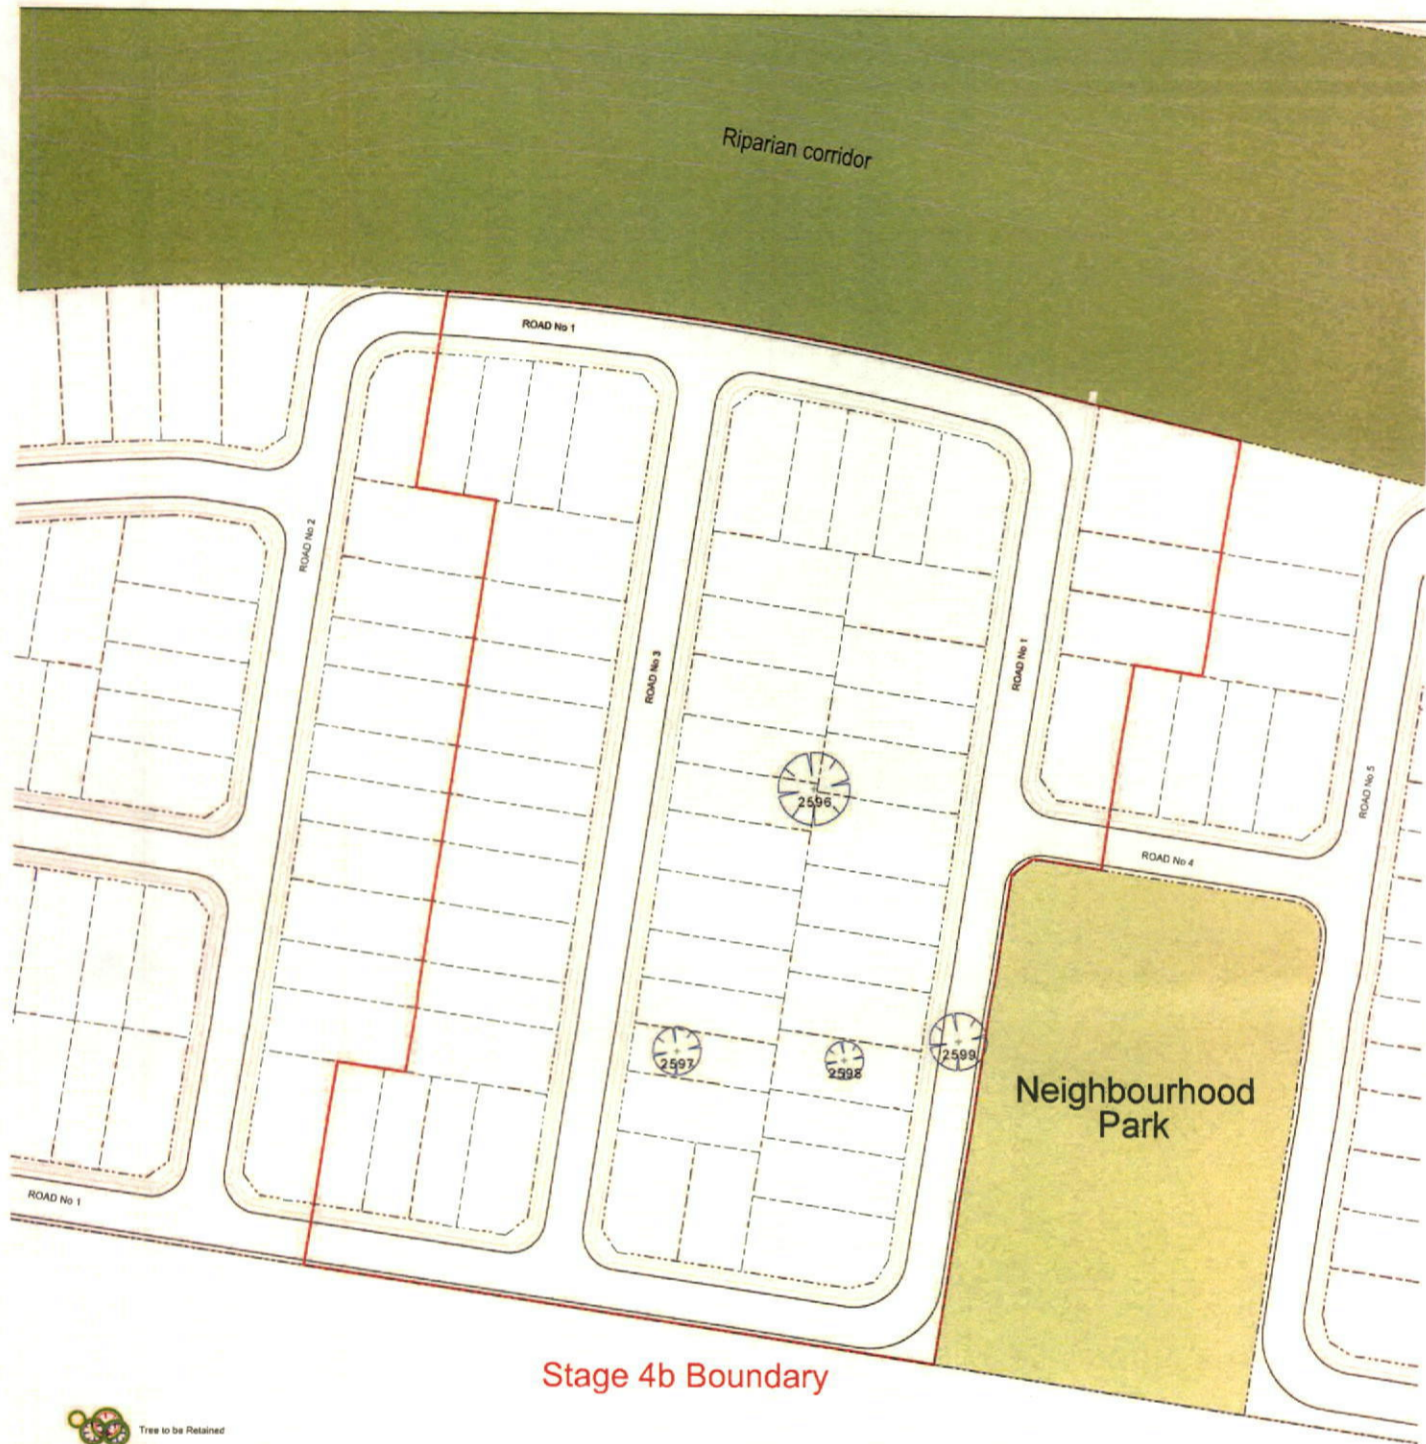 Riparian corridor
ROAD No 1
ROAD No 2
ROAD No 3
ROAD No 1
2596
ROAD No 5
ROAD No 4
2597
2598
2599
Neighbourhood
Park
ROAD No 1
Stage 4b Boundary
Tree to be Retained